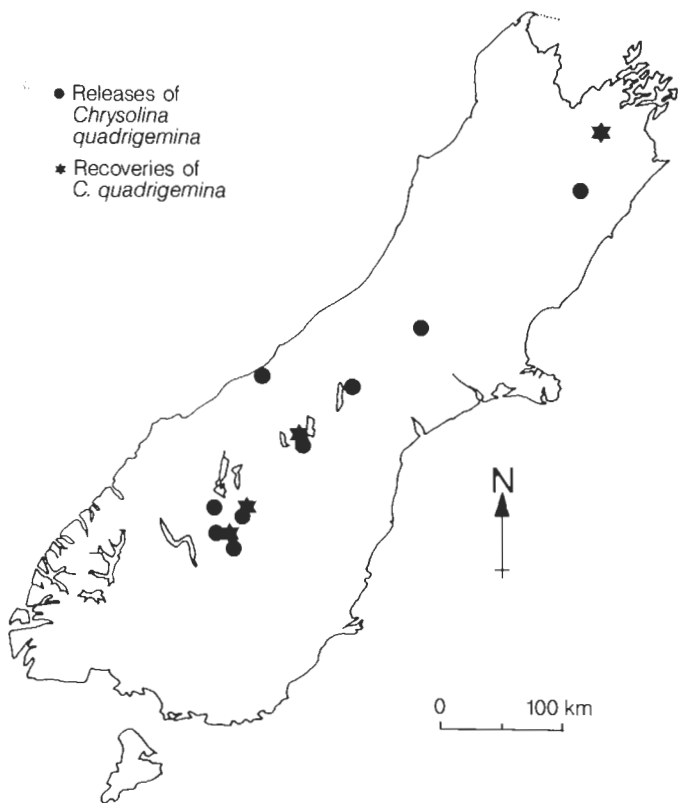 Releases of
Chrysolina
quadrigemina
Recoveries of
C. quadrigemina
N
0 100 km